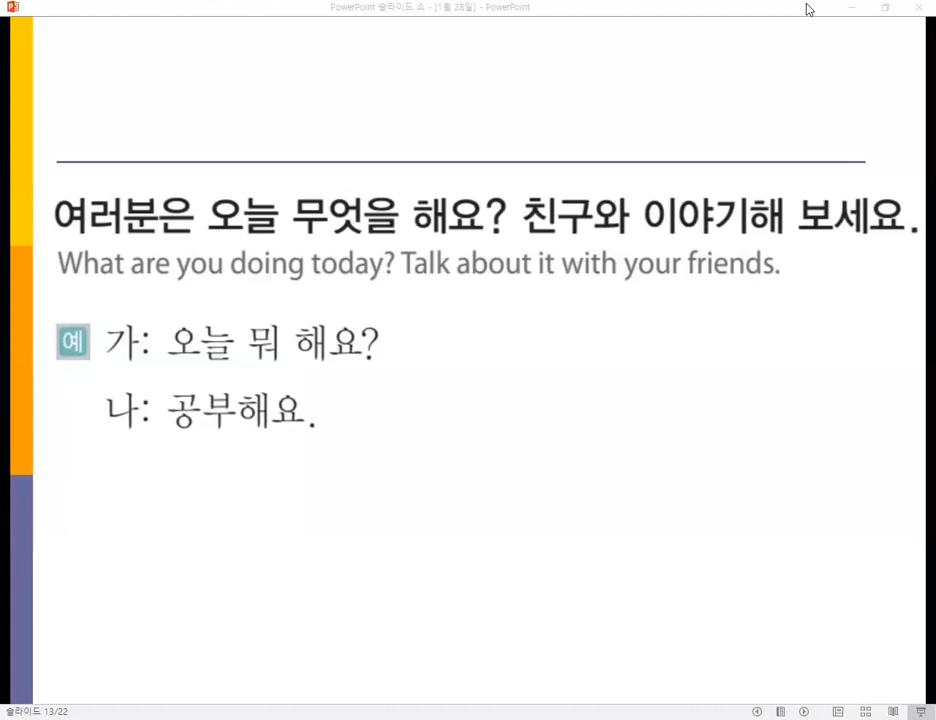 PowerPoint 슬라이드 쇼 - [1월 28일] - PowerPoint
여러분은 오늘 무엇을 해요? 친구와 이야기해 보세요.
What are you doing today? Talk about it with your friends.
예 가: 오늘 뭐 해요?
나: 공부해요.
슬라이드 13/22